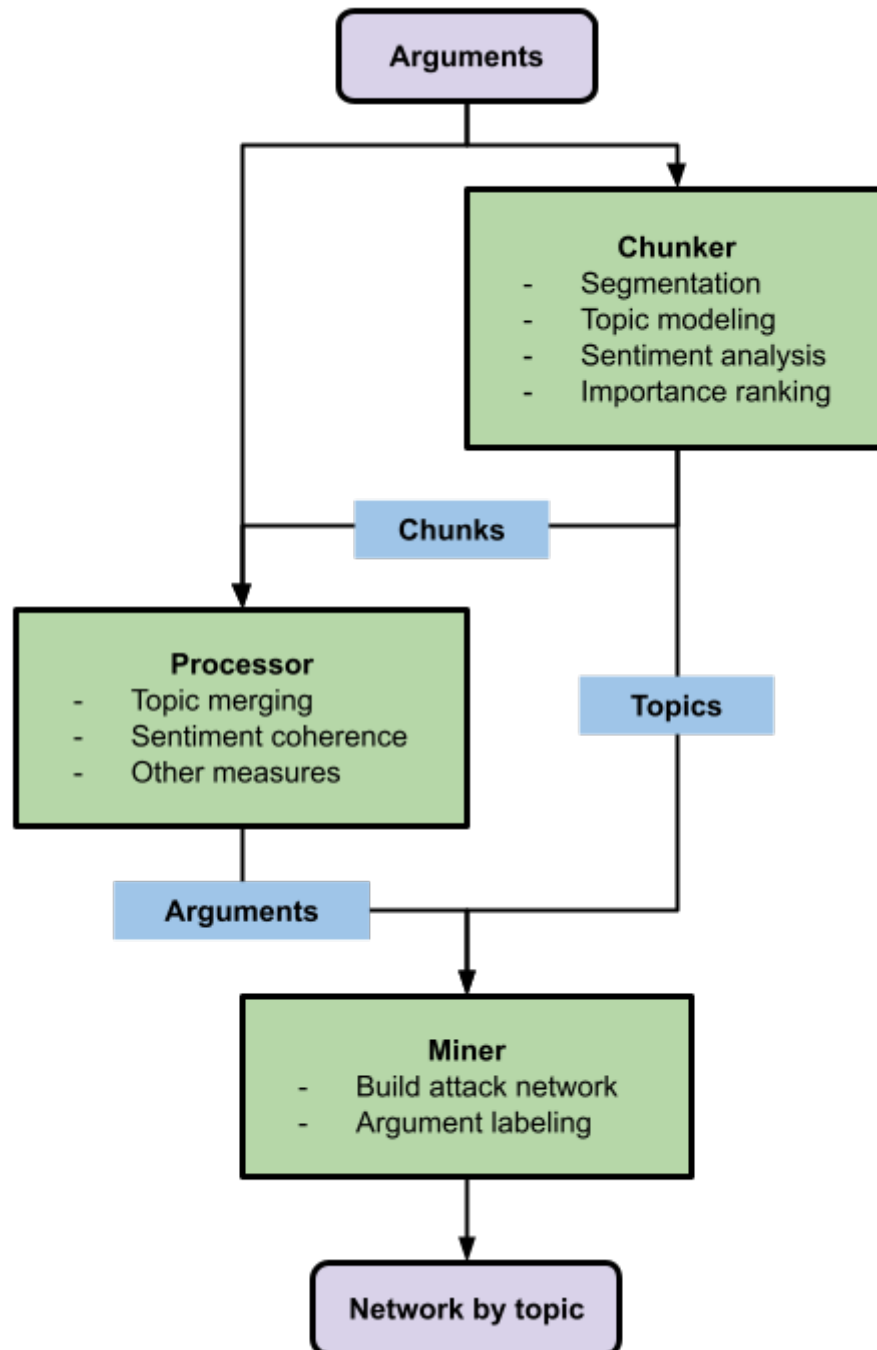 Arguments
Chunker
- Segmentation
- Topic modeling
- Sentiment analysis
- Importance ranking
Chunks
Processor
- Topic merging
- Sentiment coherence
- Other measures
Topics
Arguments
Miner
- Build attack network
- Argument labeling
Network by topic